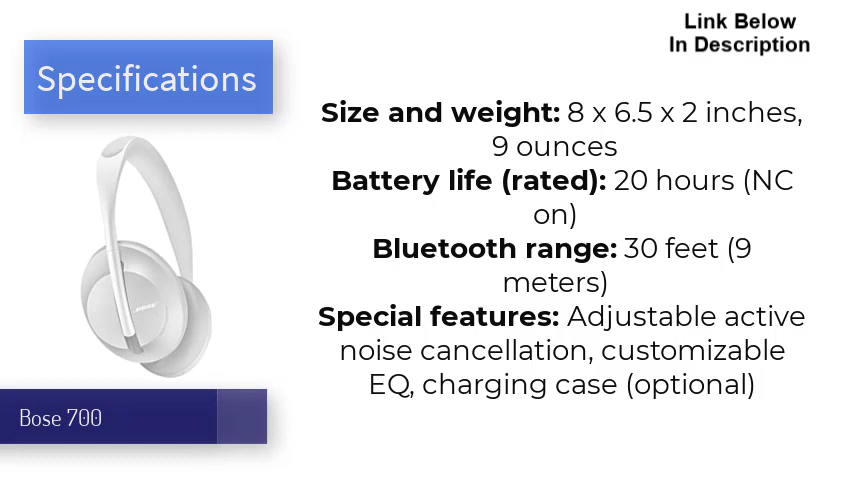 Link Below
In Description
Specifications
Size and weight: 8 x 6.5 x 2 inches,
9 ounces
Battery life (rated): 20 hours (NC
on)
Bluetooth range: 30 feet (9
meters)
Special features: Adjustable active
noise cancellation, customizable
EQ, charging case (optional)
BOSE
Bose 700